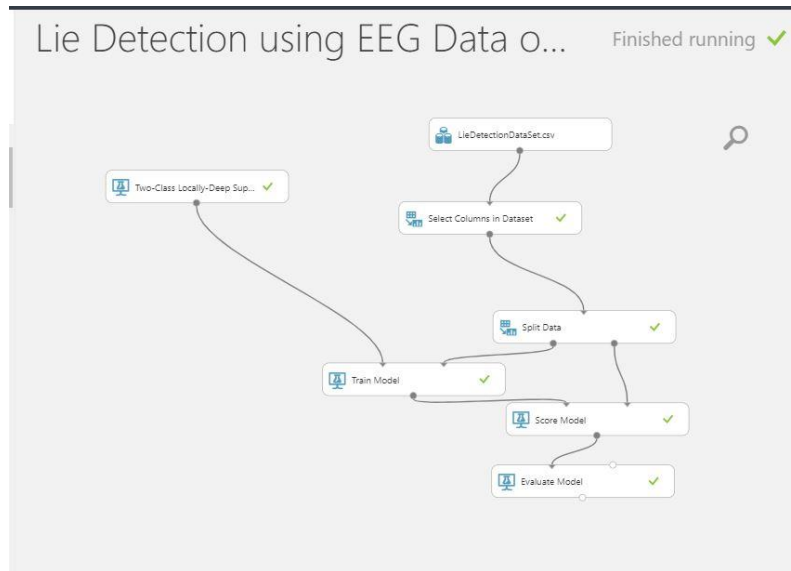 Lie Detection using EEG Data o...
Finished running
LieDetectionDataSet.csv
Two-Class Locally-Deep Sup...
Select Columns in Dataset
Split Data
Train Model
Score Model
Evaluate Model